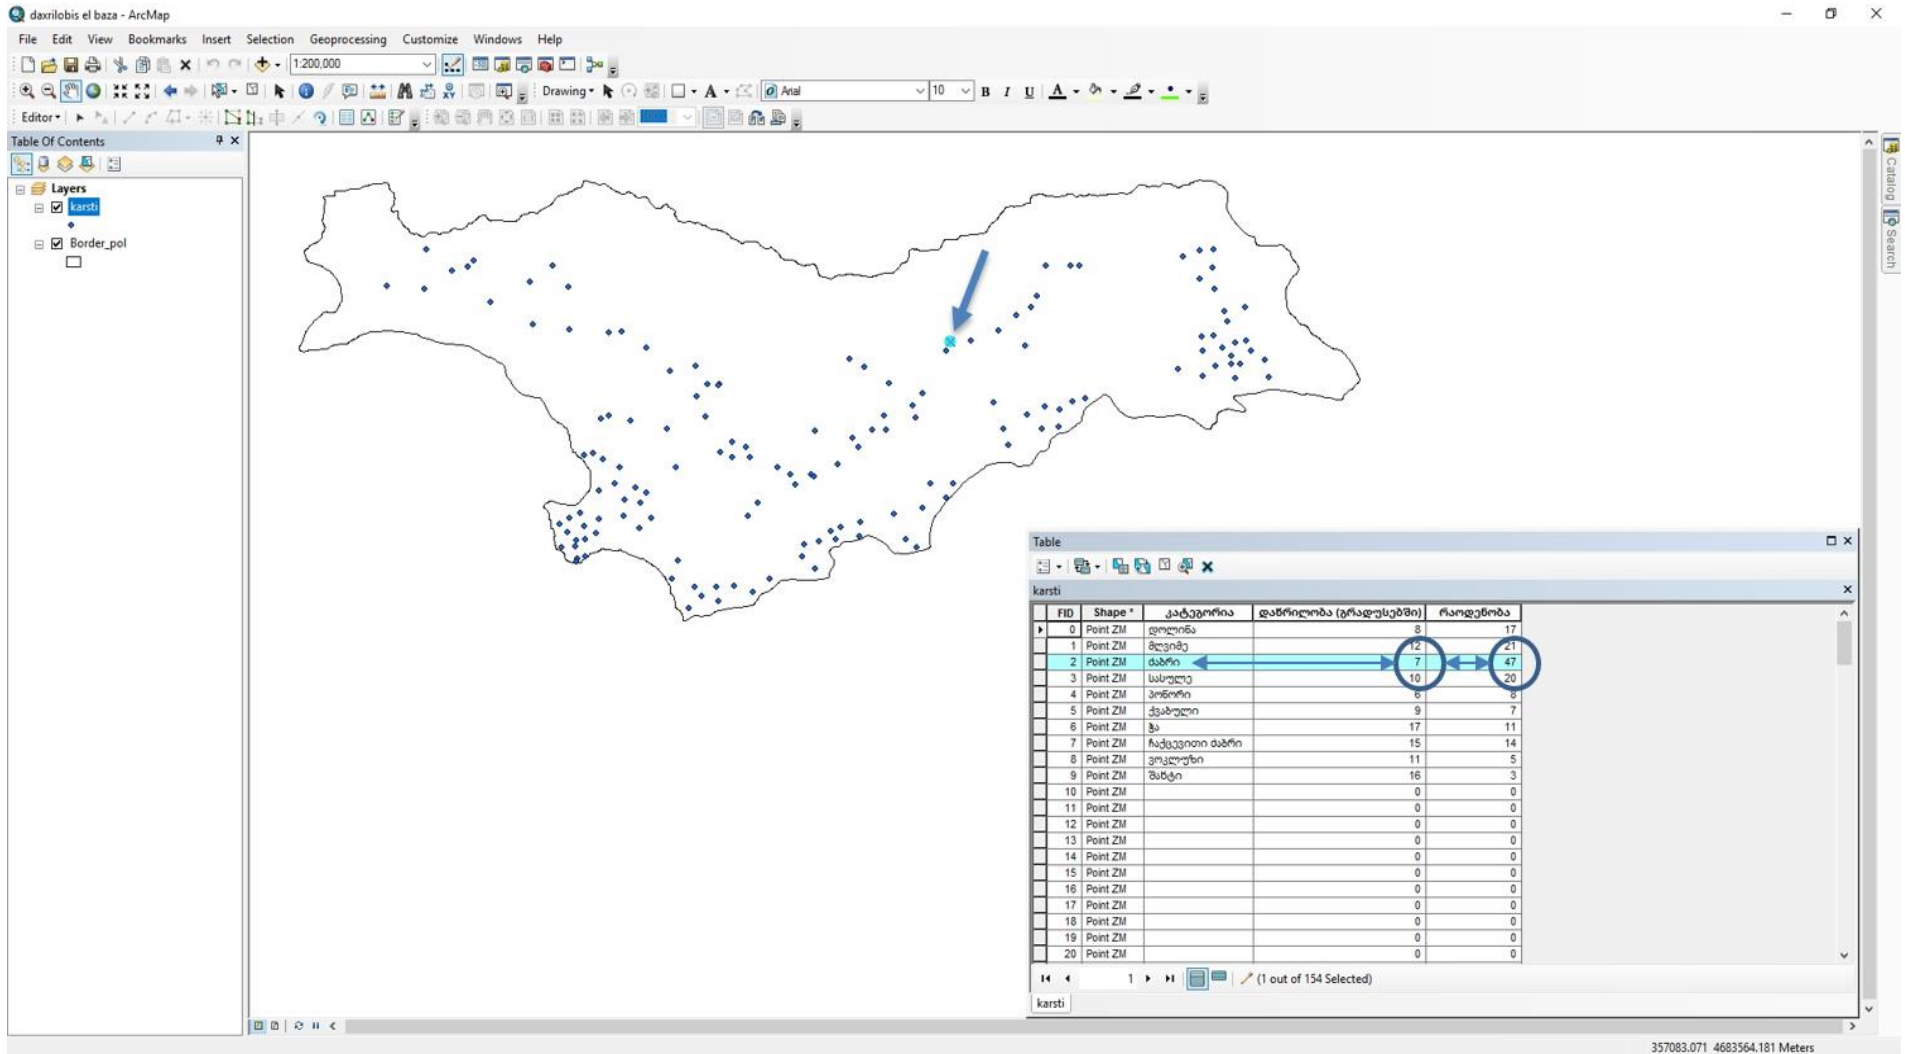 daxrilobis el baza - ArcMap
File Edit View Bookmarks Insert Selection Geoprocessing Customize Windows Help
1:200,000
Drawing A Arial 10 B I U A
Editor
Table Of Contents
Layers
karsti
Border_pol
Catalog
Search
Table
karsti
FID Shape * კატეგორია დახრილობა (გრადუსებში) რაოდენობა
0 Point ZM დოლინა 8 17
1 Point ZM მღვიმე 12 21
2 Point ZM ძაბრი 7 47
3 Point ZM სასულე 10 20
4 Point ZM პონორი 6 8
5 Point ZM ქვაბული 9 7
6 Point ZM ჭა 17 11
7 Point ZM ჩაქცევითი ძაბრი 15 14
8 Point ZM ვოკლუზი 11 5
9 Point ZM შახტი 16 3
10 Point ZM 0 0
11 Point ZM 0 0
12 Point ZM 0 0
13 Point ZM 0 0
14 Point ZM 0 0
15 Point ZM 0 0
16 Point ZM 0 0
17 Point ZM 0 0
18 Point ZM 0 0
19 Point ZM 0 0
20 Point ZM 0 0
1 (1 out of 154 Selected)
karsti
357083.071 4683564.181 Meters